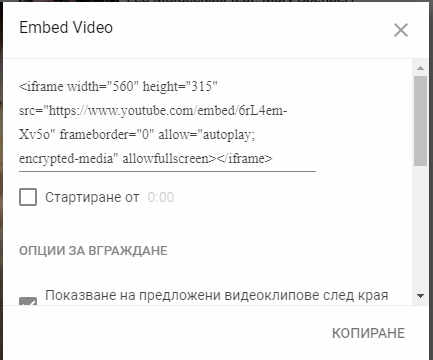 Embed Video
<iframe width="560" height="315"
src="https://www.youtube.com/embed/6rL4em-
Xv5o" frameborder="0" allow="autoplay;
encrypted-media" allowfullscreen></iframe>
Стартиране от 0:00
ОПЦИИ ЗА ВГРАЖДАНЕ
Показване на предложени видеоклипове след края
КОПИРАНЕ